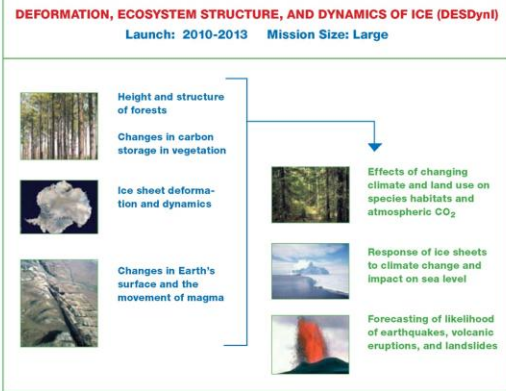 DEFORMATION, ECOSYSTEM STRUCTURE, AND DYNAMICS OF ICE (DESDynI)
Launch: 2010-2013 Mission Size: Large
Height and structure
of forests
Changes in carbon
storage in vegetation
Ice sheet deforma-
tion and dynamics
Changes in Earth's
surface and the
movement of magma
Effects of changing
climate and land use on
species habitats and
atmospheric CO₂
Response of ice sheets
to climate change and
impact on sea level
Forecasting of likelihood
of earthquakes, volcanic
eruptions, and landslides